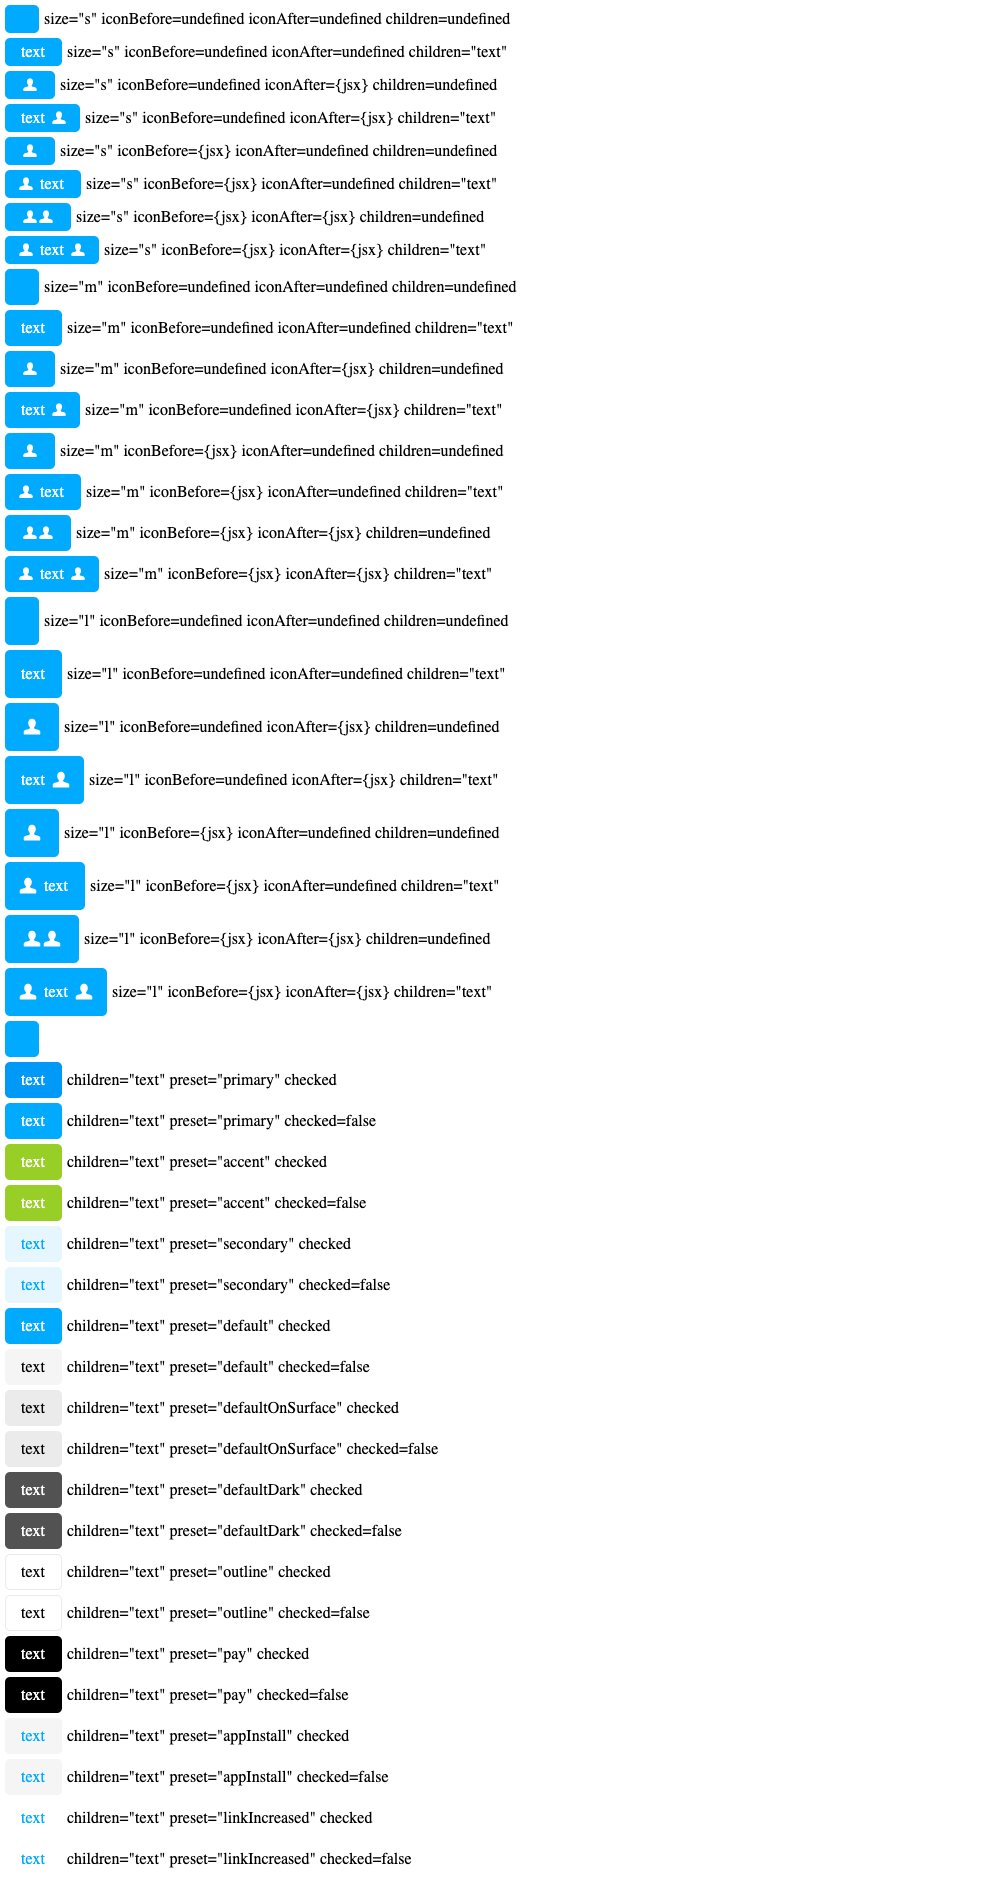 size="s" iconBefore=undefined iconAfter=undefined children=undefined
text size="s" iconBefore=undefined iconAfter=undefined children="text"
size="s" iconBefore=undefined iconAfter={jsx} children=undefined
text size="s" iconBefore=undefined iconAfter={jsx} children="text"
size="s" iconBefore={jsx} iconAfter=undefined children=undefined
text size="s" iconBefore={jsx} iconAfter=undefined children="text"
size="s" iconBefore={jsx} iconAfter={jsx} children=undefined
text size="s" iconBefore={jsx} iconAfter={jsx} children="text"
size="m" iconBefore=undefined iconAfter=undefined children=undefined
text size="m" iconBefore=undefined iconAfter=undefined children="text"
size="m" iconBefore=undefined iconAfter={jsx} children=undefined
text size="m" iconBefore=undefined iconAfter={jsx} children="text"
size="m" iconBefore={jsx} iconAfter=undefined children=undefined
text size="m" iconBefore={jsx} iconAfter=undefined children="text"
size="m" iconBefore={jsx} iconAfter={jsx} children=undefined
text size="m" iconBefore={jsx} iconAfter={jsx} children="text"
size="l" iconBefore=undefined iconAfter=undefined children=undefined
text size="l" iconBefore=undefined iconAfter=undefined children="text"
size="l" iconBefore=undefined iconAfter={jsx} children=undefined
text size="l" iconBefore=undefined iconAfter={jsx} children="text"
size="l" iconBefore={jsx} iconAfter=undefined children=undefined
text size="l" iconBefore={jsx} iconAfter=undefined children="text"
size="l" iconBefore={jsx} iconAfter={jsx} children=undefined
text size="l" iconBefore={jsx} iconAfter={jsx} children="text"
text children="text" preset="primary" checked
text children="text" preset="primary" checked=false
text children="text" preset="accent" checked
text children="text" preset="accent" checked=false
text children="text" preset="secondary" checked
text children="text" preset="secondary" checked=false
text children="text" preset="default" checked
text children="text" preset="default" checked=false
text children="text" preset="defaultOnSurface" checked
text children="text" preset="defaultOnSurface" checked=false
text children="text" preset="defaultDark" checked
text children="text" preset="defaultDark" checked=false
text children="text" preset="outline" checked
text children="text" preset="outline" checked=false
text children="text" preset="pay" checked
text children="text" preset="pay" checked=false
text children="text" preset="appInstall" checked
text children="text" preset="appInstall" checked=false
text children="text" preset="linkIncreased" checked
text children="text" preset="linkIncreased" checked=false